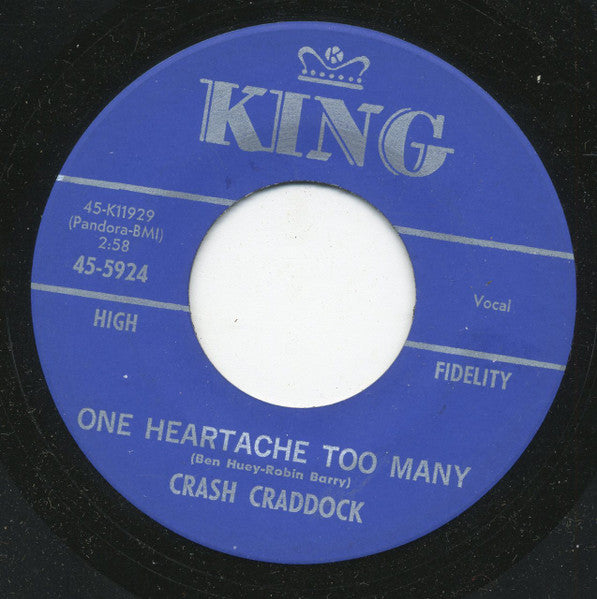 K
KING
45-K11929
(Pandora-BMI)
2:58
45-5924
Vocal
HIGH
FIDELITY
ONE HEARTACHE TOO MANY
(Ben Huey-Robin Barry)
CRASH CRADDOCK